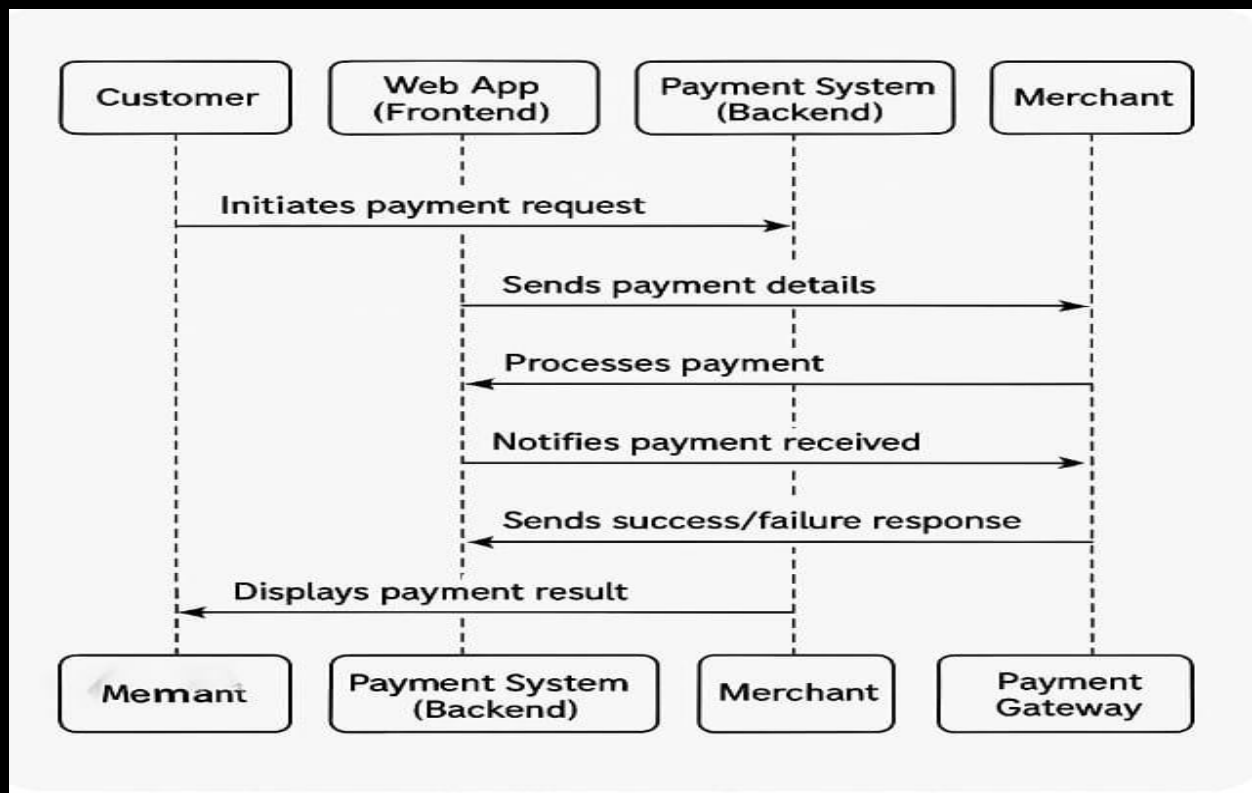 Customer
Web App
(Frontend)
Payment System
(Backend)
Merchant
Initiates payment request
Sends payment details
Processes payment
Notifies payment received
Sends success/failure response
Displays payment result
Memant
Payment System
(Backend)
Merchant
Payment
Gateway